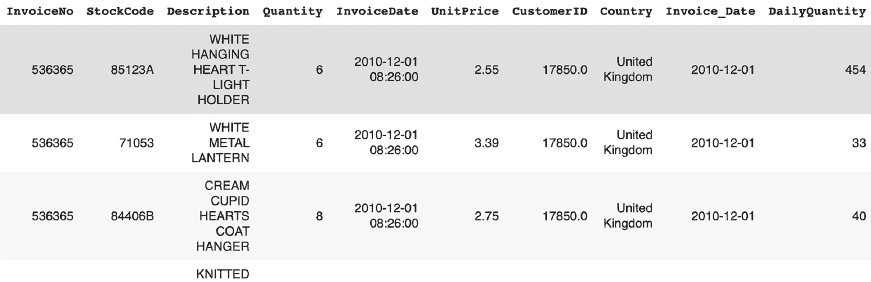 InvoiceNo StockCode Description Quantity InvoiceDate UnitPrice CustomerID Country Invoice_Date DailyQuantity
WHITE
HANGING
536365 85123A HEART T- 6 2010-12-01 08:26:00 2.55 17850.0 United Kingdom 2010-12-01 454
LIGHT
HOLDER
WHITE
536365 71053 METAL 6 2010-12-01 08:26:00 3.39 17850.0 United Kingdom 2010-12-01 33
LANTERN
CREAM
CUPID
536365 84406B HEARTS 8 2010-12-01 08:26:00 2.75 17850.0 United Kingdom 2010-12-01 40
COAT
HANGER
KNITTED